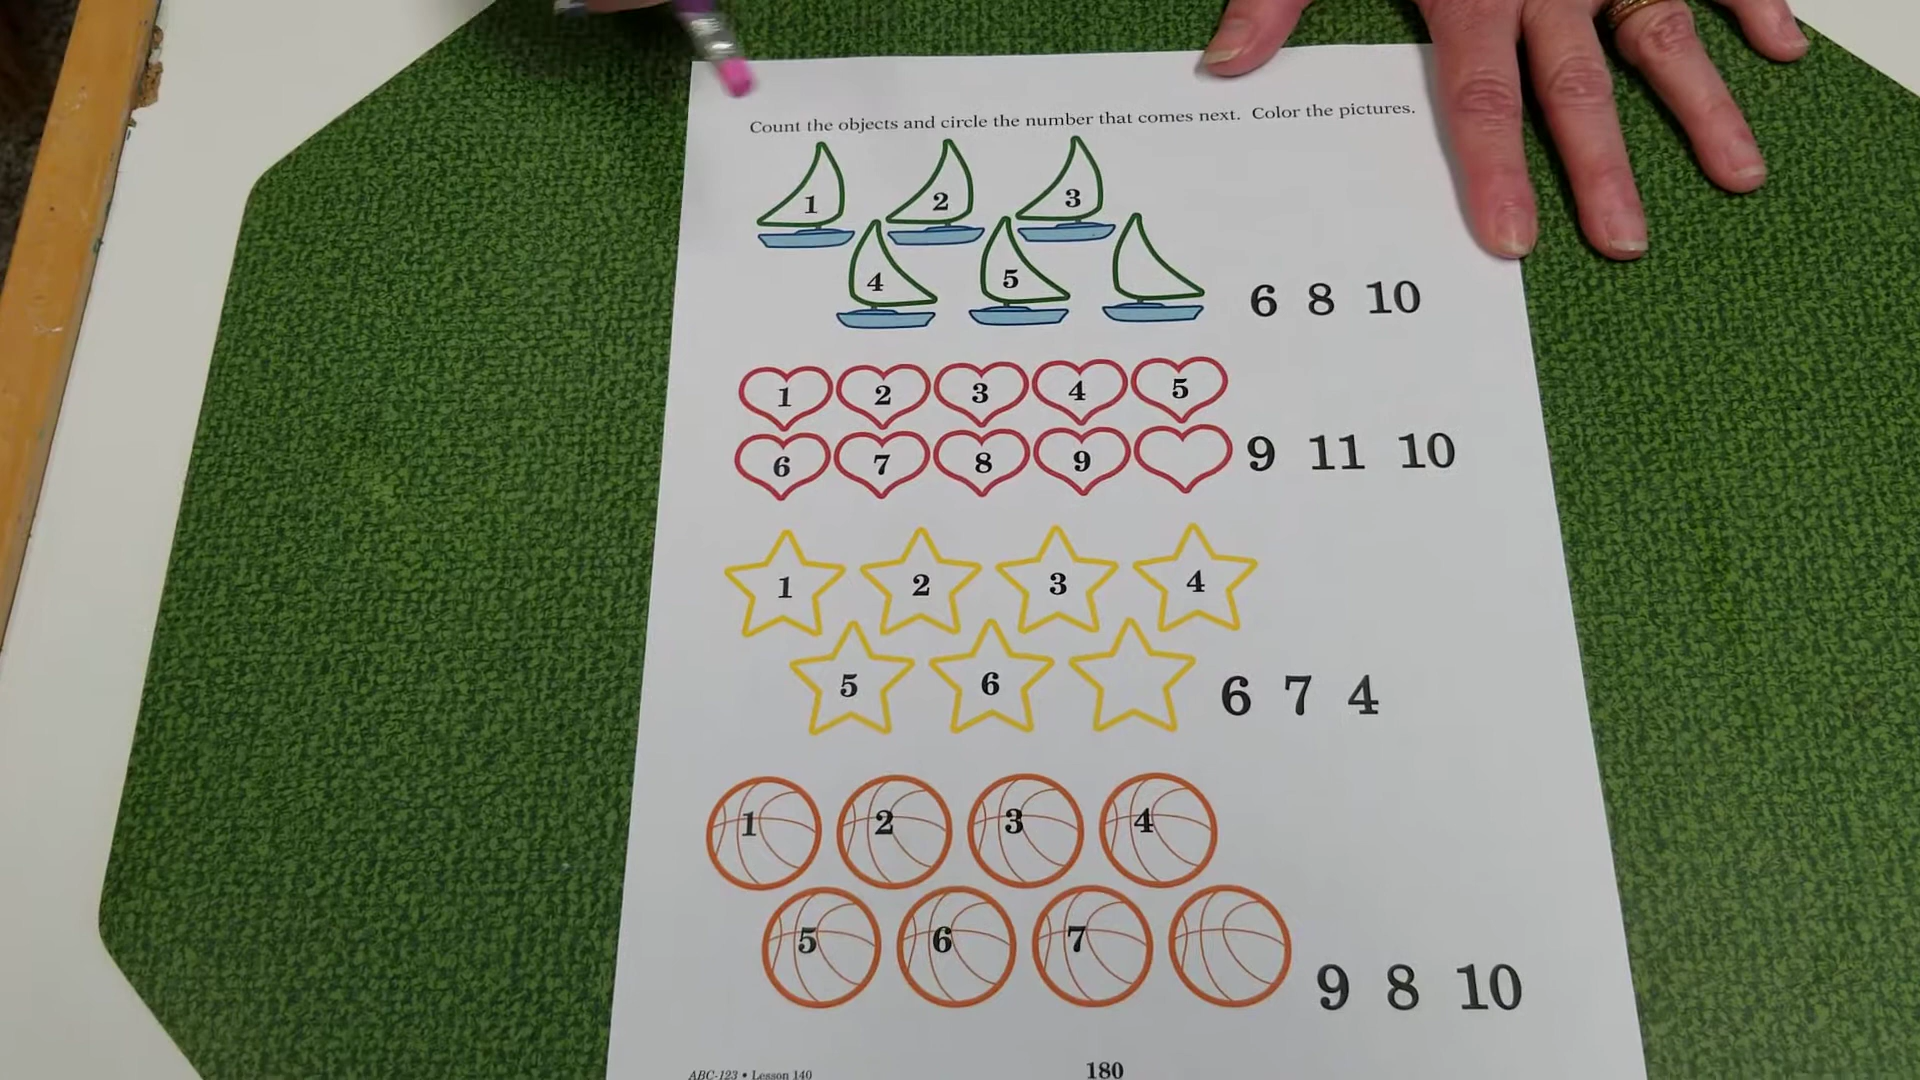 Count the objects and circle the number that comes next. Color the pictures.
1 2 3
4 5 6 8 10
1 2 3 4 5
6 7 8 9 9 11 10
1 2 3 4
5 6 6 7 4
1 2 3 4
5 6 7 9 8 10
ABC-123 • Lesson 140 180